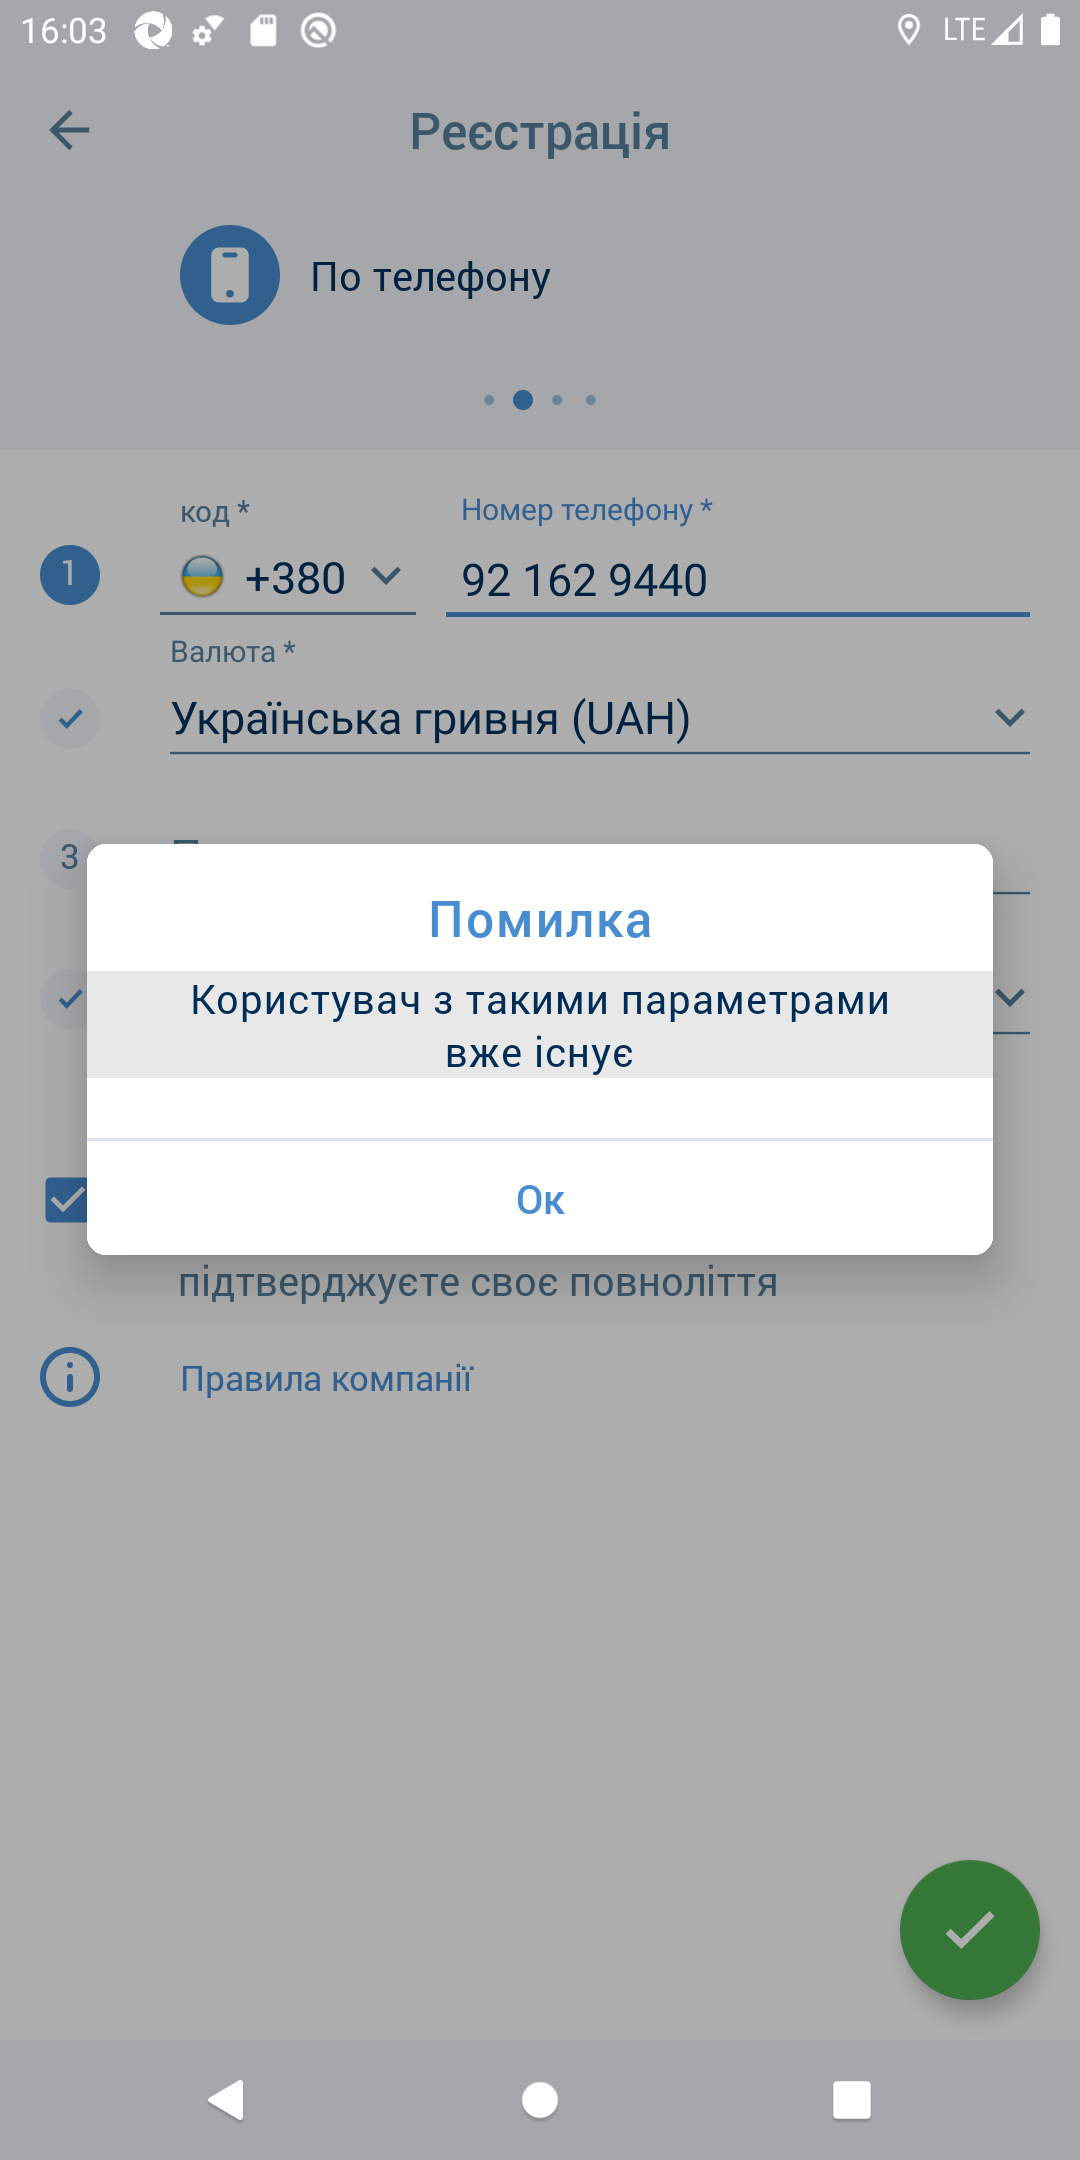 16:03
LTE
Реєстрація
По телефону
код *
Номер телефону *
1
+380
92 162 9440
Валюта *
Українська гривня (UAH)
3
Помилка
Користувач з такими параметрами
вже існує
Ок
підтверджуєте своє повноліття
Правила компанії